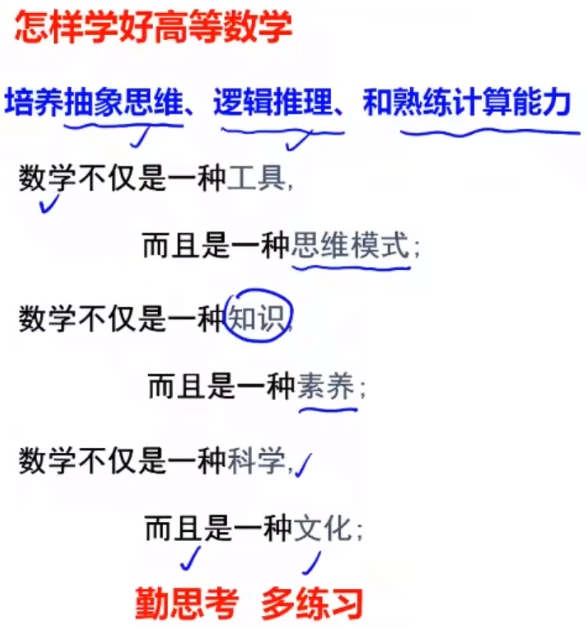 怎样学好高等数学
培养抽象思维、逻辑推理、和熟练计算能力
数学不仅是一种工具,
而且是一种思维模式;
数学不仅是一种知识,
而且是一种素养;
数学不仅是一种科学,
而且是一种文化;
勤思考 多练习